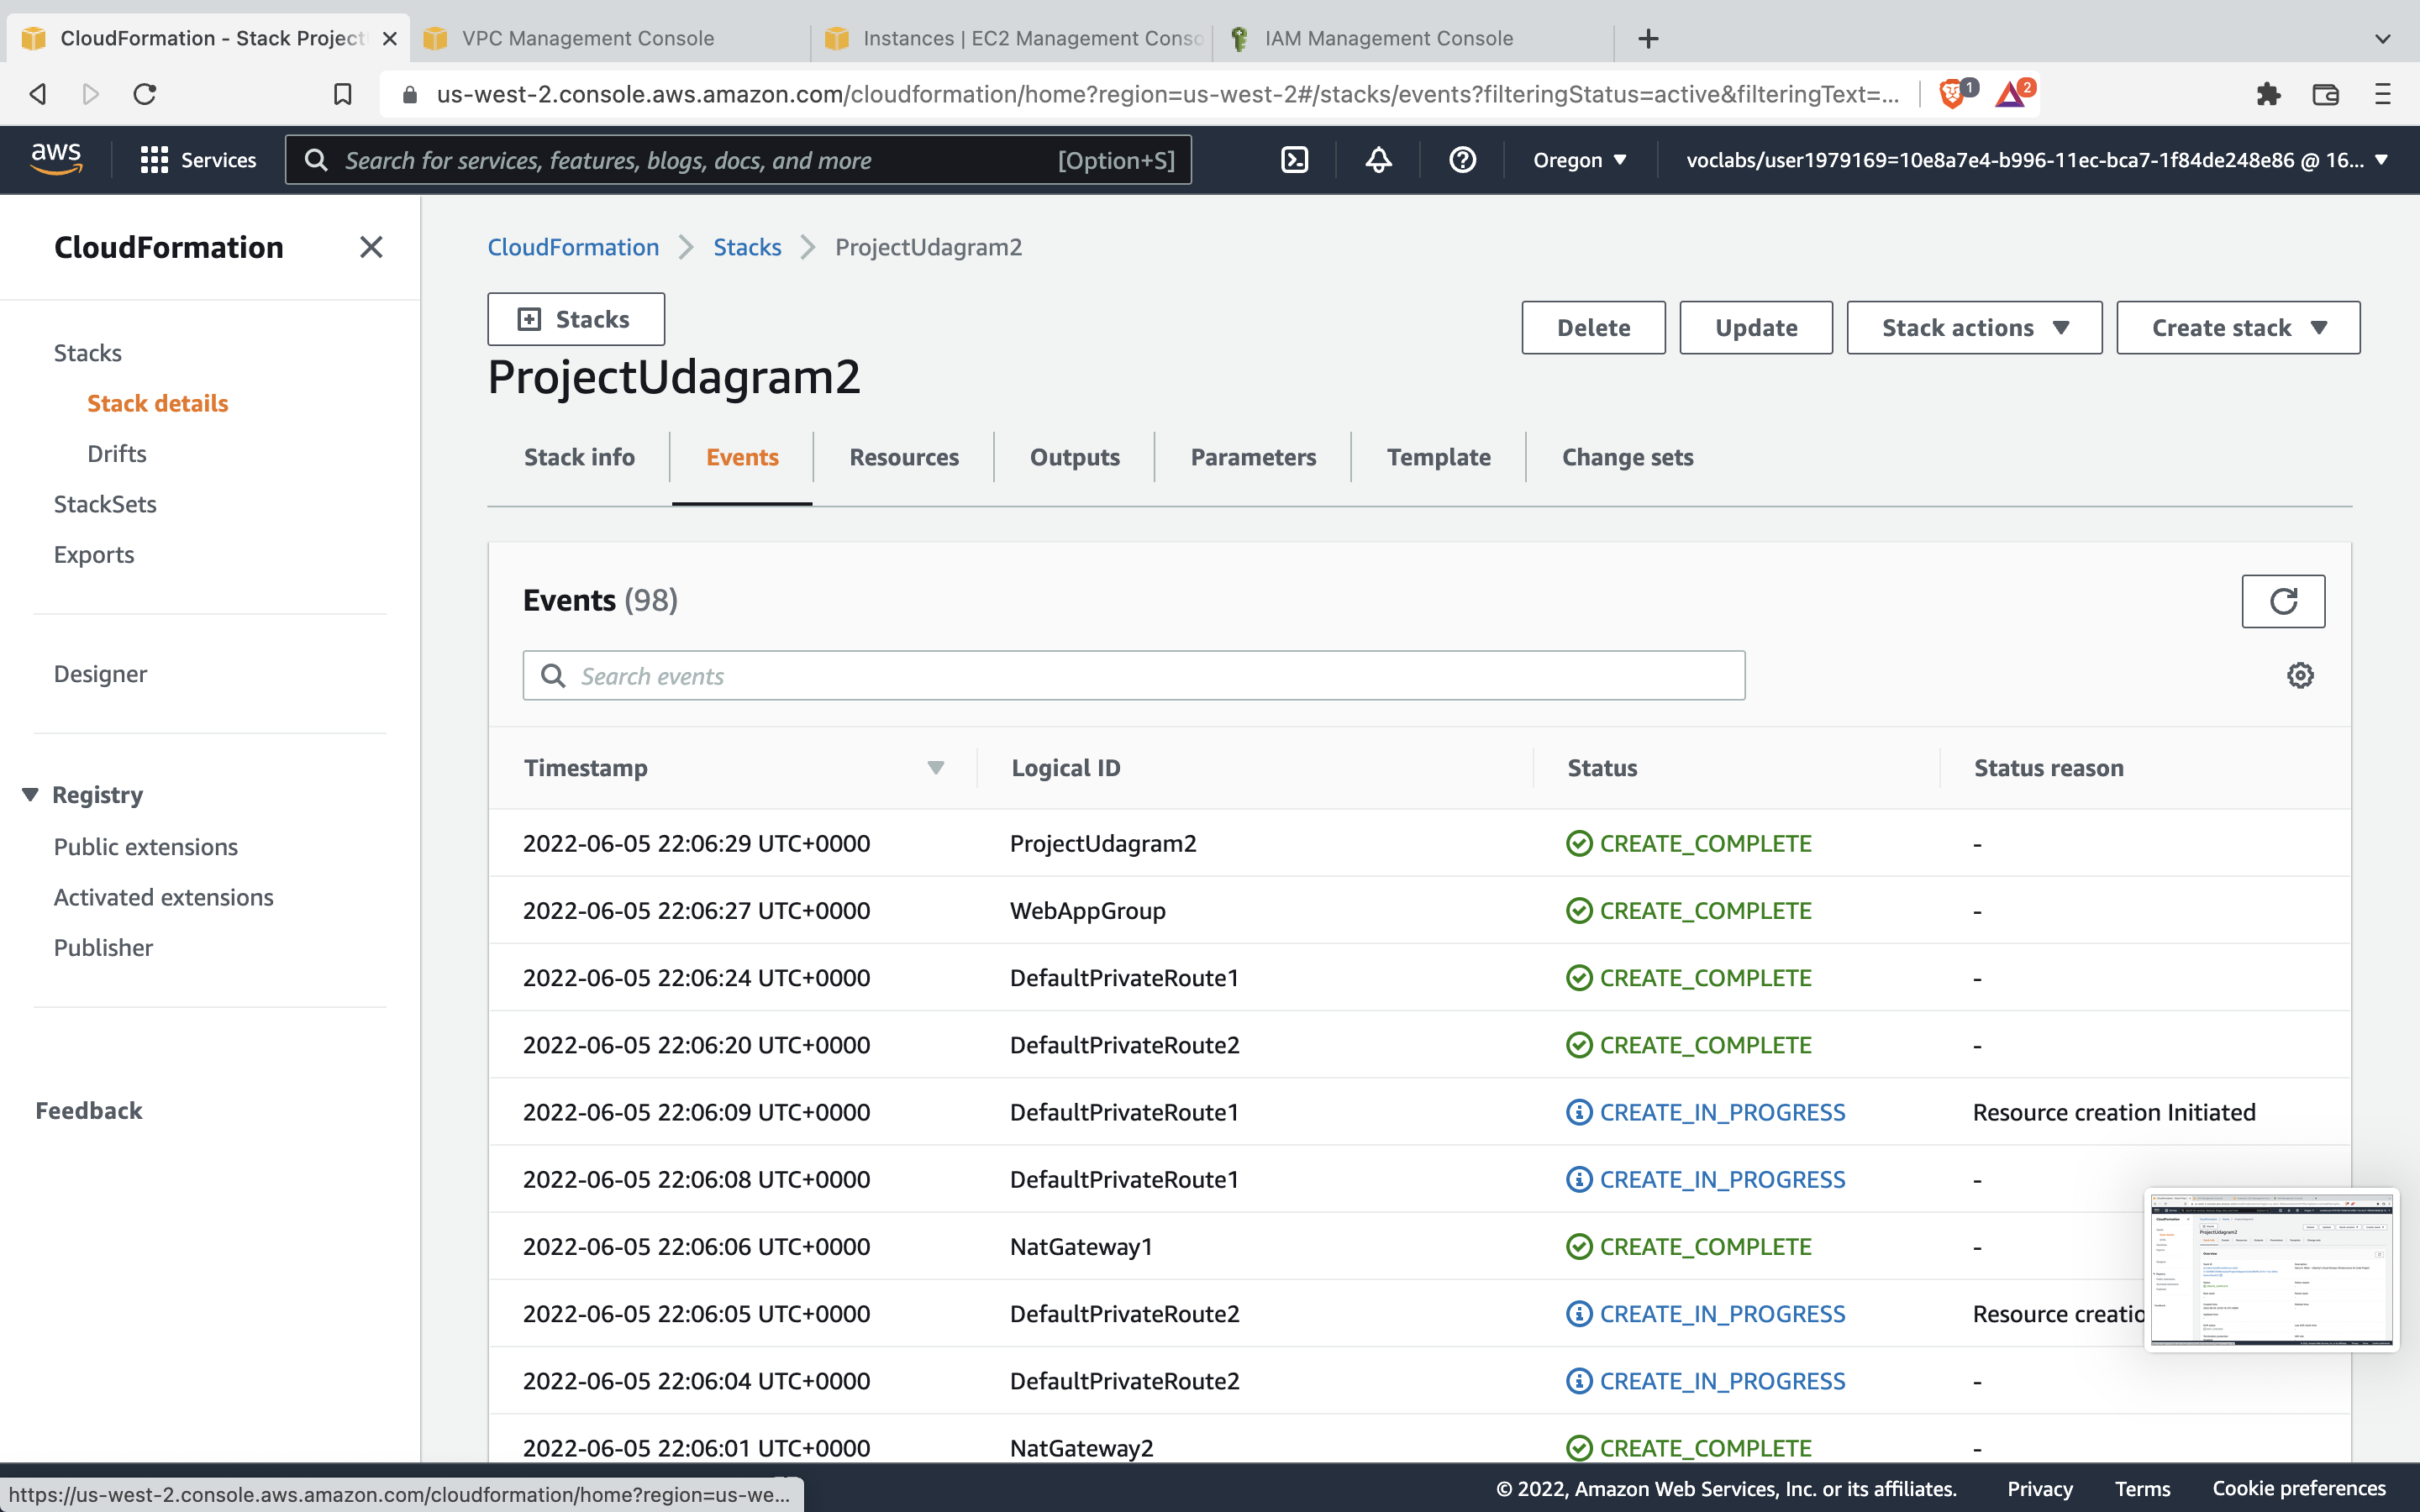 CloudFormation - Stack Project
VPC Management Console
Instances | EC2 Management Conso
IAM Management Console
us-west-2.console.aws.amazon.com/cloudformation/home?region=us-west-2#/stacks/events?filteringStatus=active&filteringText=...
1
2
aws
Services
Search for services, features, blogs, docs, and more
[Option+S]
Oregon
voclabs/user1979169=10e8a7e4-b996-11ec-bca7-1f84de248e86 @ 16...
CloudFormation
Stacks
Stack details
Drifts
StackSets
Exports
Designer
Registry
Public extensions
Activated extensions
Publisher
Feedback
CloudFormation > Stacks > ProjectUdagram2
Stacks
Delete
Update
Stack actions
Create stack
ProjectUdagram2
Stack info
Events
Resources
Outputs
Parameters
Template
Change sets
Events (98)
Search events
Timestamp Logical ID Status Status reason
2022-06-05 22:06:29 UTC+0000 ProjectUdagram2 CREATE_COMPLETE -
2022-06-05 22:06:27 UTC+0000 WebAppGroup CREATE_COMPLETE -
2022-06-05 22:06:24 UTC+0000 DefaultPrivateRoute1 CREATE_COMPLETE -
2022-06-05 22:06:20 UTC+0000 DefaultPrivateRoute2 CREATE_COMPLETE -
2022-06-05 22:06:09 UTC+0000 DefaultPrivateRoute1 CREATE_IN_PROGRESS Resource creation Initiated
2022-06-05 22:06:08 UTC+0000 DefaultPrivateRoute1 CREATE_IN_PROGRESS -
2022-06-05 22:06:06 UTC+0000 NatGateway1 CREATE_COMPLETE -
2022-06-05 22:06:05 UTC+0000 DefaultPrivateRoute2 CREATE_IN_PROGRESS Resource creatio
2022-06-05 22:06:04 UTC+0000 DefaultPrivateRoute2 CREATE_IN_PROGRESS -
2022-06-05 22:06:01 UTC+0000 NatGateway2 CREATE_COMPLETE -
https://us-west-2.console.aws.amazon.com/cloudformation/home?region=us-we...
© 2022, Amazon Web Services, Inc. or its affiliates.
Privacy
Terms
Cookie preferences